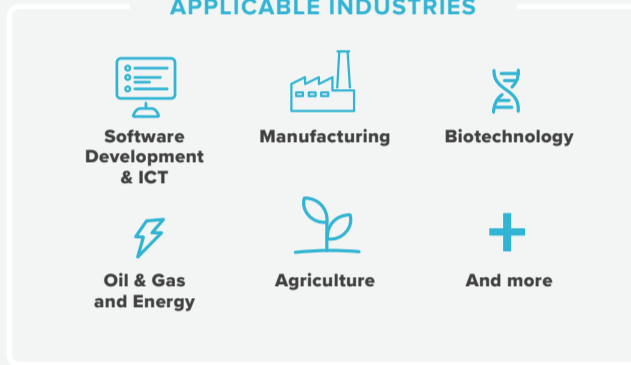 APPLICABLE INDUSTRIES
Software
Development
& ICT
Manufacturing
Biotechnology
Oil & Gas
and Energy
Agriculture
And more